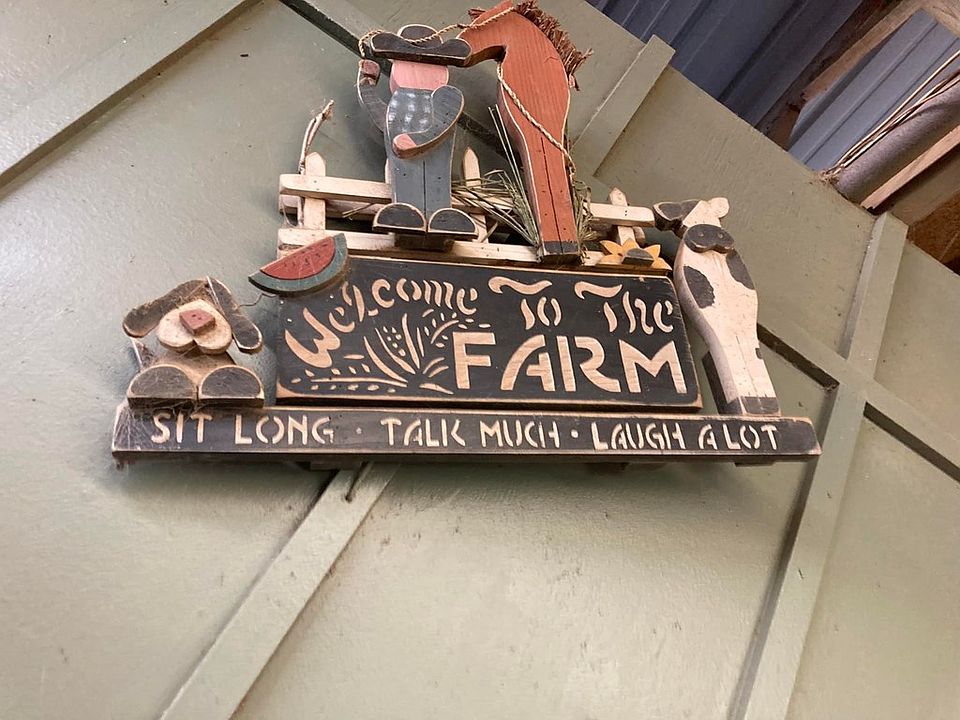 Welcome To The
FARM
SIT LONG · TALK MUCH · LAUGH A LOT